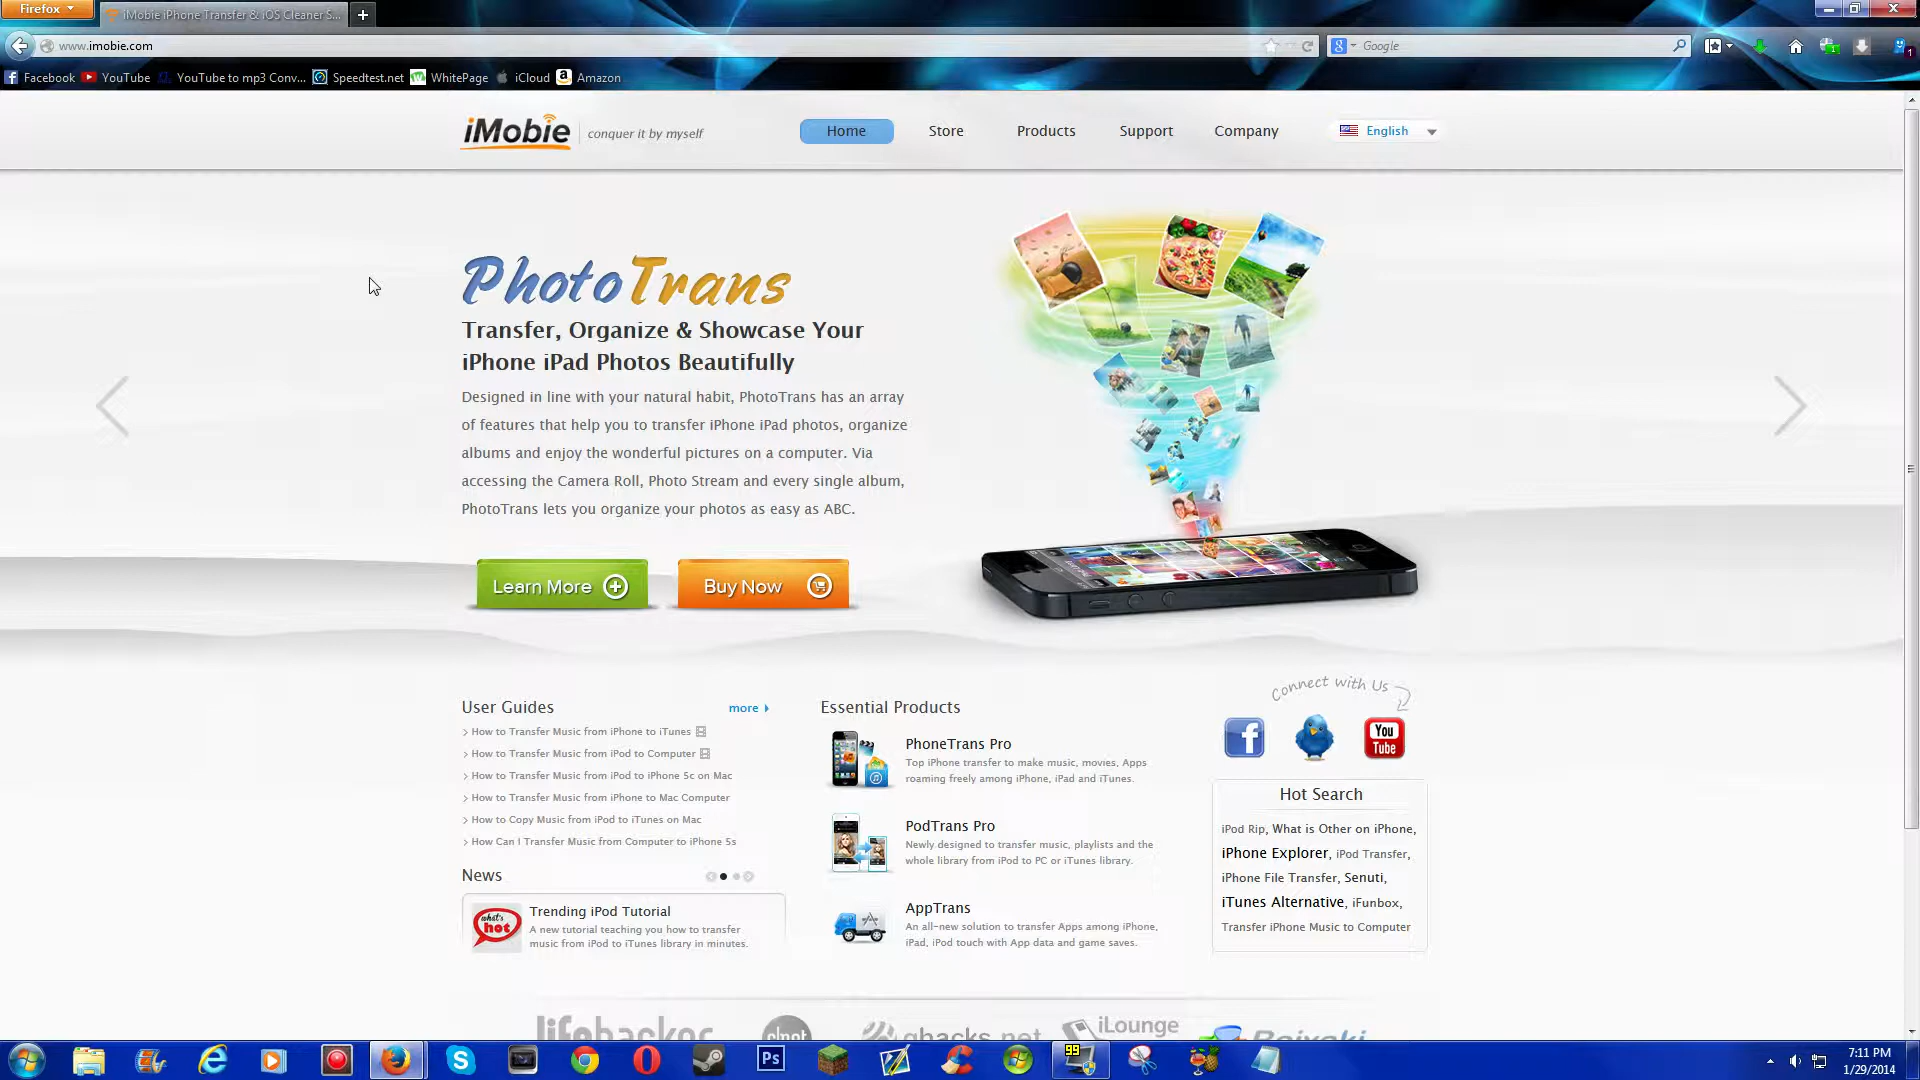 Firefox
iMobie iPhone Transfer & iOS Cleaner S...
www.imobie.com
Google
1
Facebook
YouTube
YouTube to mp3 Conv...
Speedtest.net
WhitePage
iCloud
Amazon
iMobie
conquer it by myself
Home
Store
Products
Support
Company
English
PhotoTrans
Transfer, Organize & Showcase Your
iPhone iPad Photos Beautifully
Designed in line with your natural habit, PhotoTrans has an array
of features that help you to transfer iPhone iPad photos, organize
albums and enjoy the wonderful pictures on a computer. Via
accessing the Camera Roll, Photo Stream and every single album,
PhotoTrans lets you organize your photos as easy as ABC.
Learn More
Buy Now
User Guides
more
How to Transfer Music from iPhone to iTunes
How to Transfer Music from iPod to Computer
How to Transfer Music from iPod to iPhone 5c on Mac
How to Transfer Music from iPhone to Mac Computer
How to Copy Music from iPod to iTunes on Mac
How Can I Transfer Music from Computer to iPhone 5s
News
what's
hot
Trending iPod Tutorial
A new tutorial teaching you how to transfer
music from iPod to iTunes library in minutes.
Essential Products
PhoneTrans Pro
Top iPhone transfer to make music, movies, Apps
roaming freely among iPhone, iPad and iTunes.
PodTrans Pro
Newly designed to transfer music, playlists and the
whole library from iPod to PC or iTunes library.
AppTrans
An all-new solution to transfer Apps among iPhone,
iPad, iPod touch with App data and game saves.
Connect with Us
You
Tube
Hot Search
iPod Rip, What is Other on iPhone,
iPhone Explorer, iPod Transfer,
iPhone File Transfer, Senuti,
iTunes Alternative, iFunbox,
Transfer iPhone Music to Computer
lifehacker
cnet
ghacks.net
iLounge
Ps
99
7:11 PM
1/29/2014